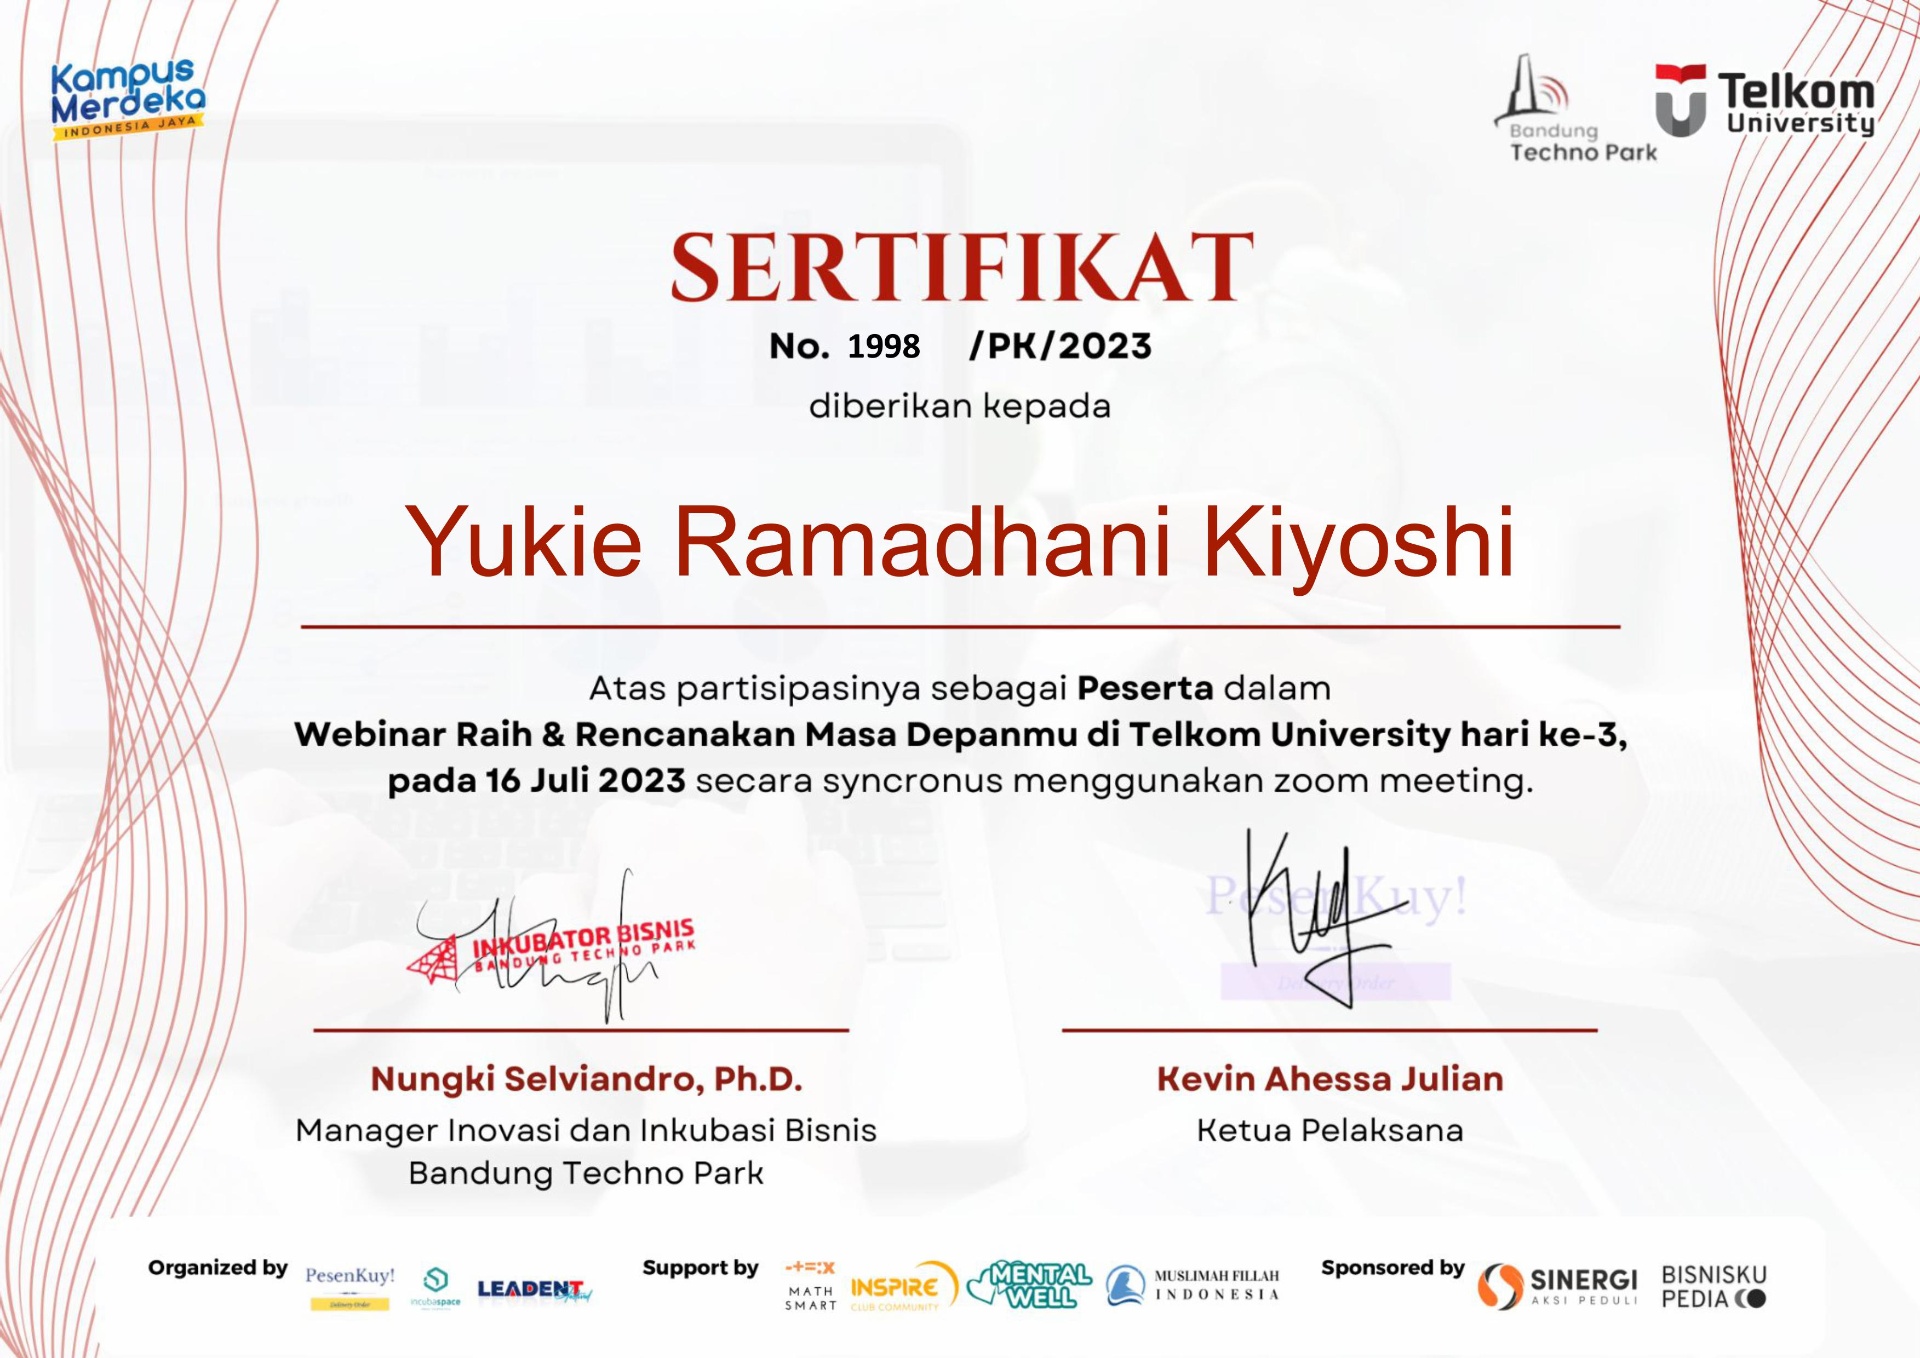 Kampus
Merdeka
INDONESIA JAYA
Bandung
Techno Park
Telkom
University
SERTIFIKAT
No. 1998 /PK/2023
diberikan kepada
Yukie Ramadhani Kiyoshi
Atas partisipasinya sebagai Peserta dalam
Webinar Raih & Rencanakan Masa Depanmu di Telkom University hari ke-3,
pada 16 Juli 2023 secara syncronus menggunakan zoom meeting.
INKUBATOR BISNIS
BANDUNG TECHNO PARK
PesenKuy!
Delivery Order
Nungki Selviandro, Ph.D.
Manager Inovasi dan Inkubasi Bisnis
Bandung Techno Park
Kevin Ahessa Julian
Ketua Pelaksana
Organized by
PesenKuy!
Delivery Order
incubaspace
LEADENT
Support by
-+=:x
MATH
SMART
INSPIRE
CLUB COMMUNITY
MENTAL
WELL
MUSLIMAH FILLAH
INDONESIA
Sponsored by
SINERGI
AKSI PEDULI
BISNISKU
PEDIA